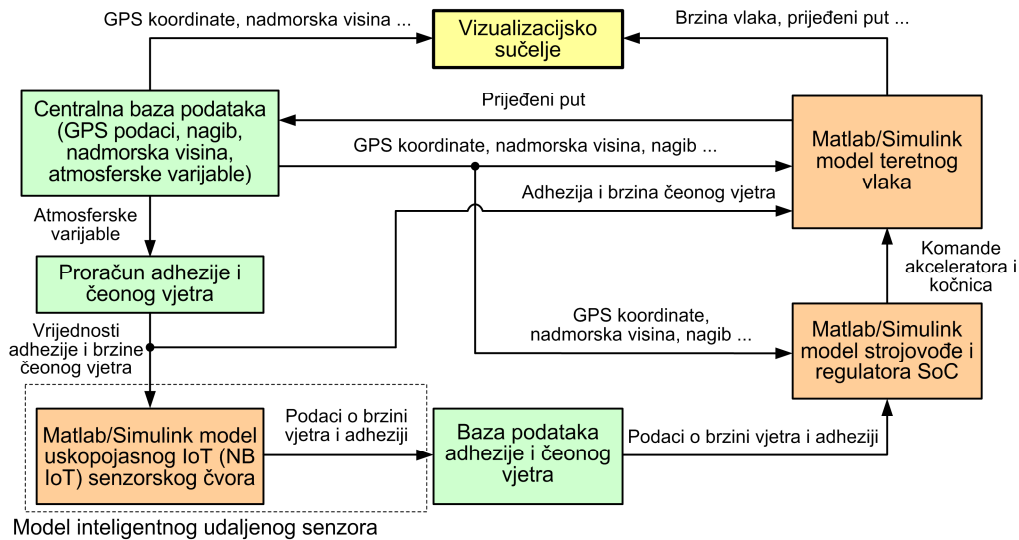 GPS koordinate, nadmorska visina ...
Vizualizacijsko
sučelje
Brzina vlaka, prijeđeni put ...
Centralna baza podataka
(GPS podaci, nagib,
nadmorska visina,
atmosferske varijable)
Prijeđeni put
GPS koordinate, nadmorska visina, nagib ...
Adhezija i brzina čeonog vjetra
Matlab/Simulink
model teretnog
vlaka
Atmosferske
varijable
Proračun adhezije i
čeonog vjetra
Komande
akceleratora i
kočnica
Vrijednosti
adhezije i brzine
čeonog vjetra
GPS koordinate,
nadmorska visina, nagib ...
Matlab/Simulink
model strojovođe i
regulatora SoC
Matlab/Simulink model
uskopojasnog IoT (NB
IoT) senzorskog čvora
Podaci o brzini
vjetra i adheziji
Baza podataka
adhezije i čeonog
vjetra
Podaci o brzini vjetra i adheziji
Model inteligentnog udaljenog senzora